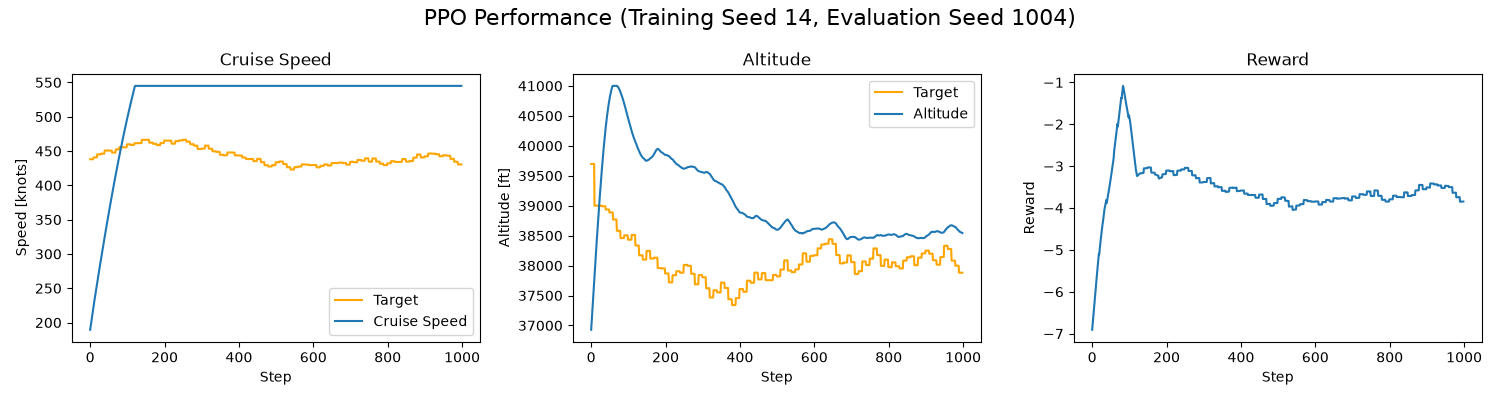 PPO Performance (Training Seed 14, Evaluation Seed 1004)
Cruise Speed
550
500
450
400
350
300
250
200
Speed [knots]
Target
Cruise Speed
0 200 400 600 800 1000
Step
Altitude
41000
40500
40000
39500
39000
38500
38000
37500
37000
Altitude [ft]
Target
Altitude
0 200 400 600 800 1000
Step
Reward
−1
−2
−3
−4
−5
−6
−7
Reward
0 200 400 600 800 1000
Step